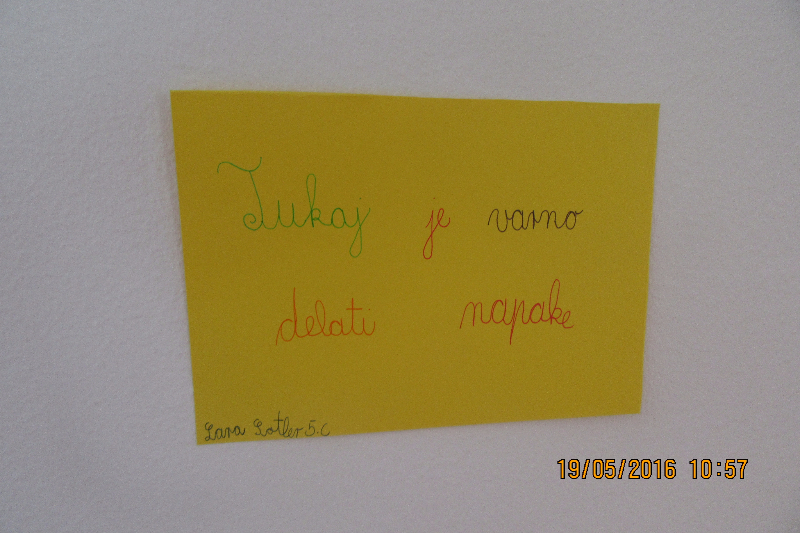 Tukaj je varno
delati napake
Lara Lotler 5.c
19/05/2016 10:57